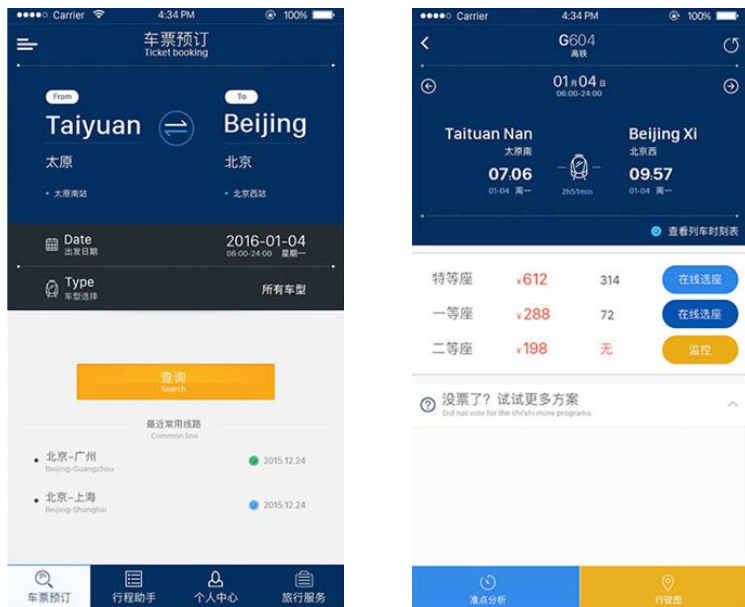 Carrier 4:34 PM 100%
车票预订
Ticket booking
From
To
Taiyuan
Beijing
太原
北京
• 太原南站
• 北京西站
Date
出发日期
2016-01-04
06:00-24:00 星期一
Type
车型选择
所有车型
查询
Search
最近常用线路
Common line
• 北京–广州
Beijing-Guangzhou
2015.12.24
• 北京–上海
Beijing-Shanghai
2015.12.24
车票预订
行程助手
个人中心
旅行服务
Carrier 4:34 PM 100%
G604
高铁
01月04日
06:00-24:00
Taituan Nan
太原南
07.06
01-04 周一
2h51min
Beijing Xi
北京西
09.57
01-04 周一
查看列车时刻表
特等座 ¥612 314 在线选座
一等座 ¥288 72 在线选座
二等座 ¥198 无 监控
没票了？试试更多方案
Did not vote for the shi/shi more programs
准点分析
行驶图